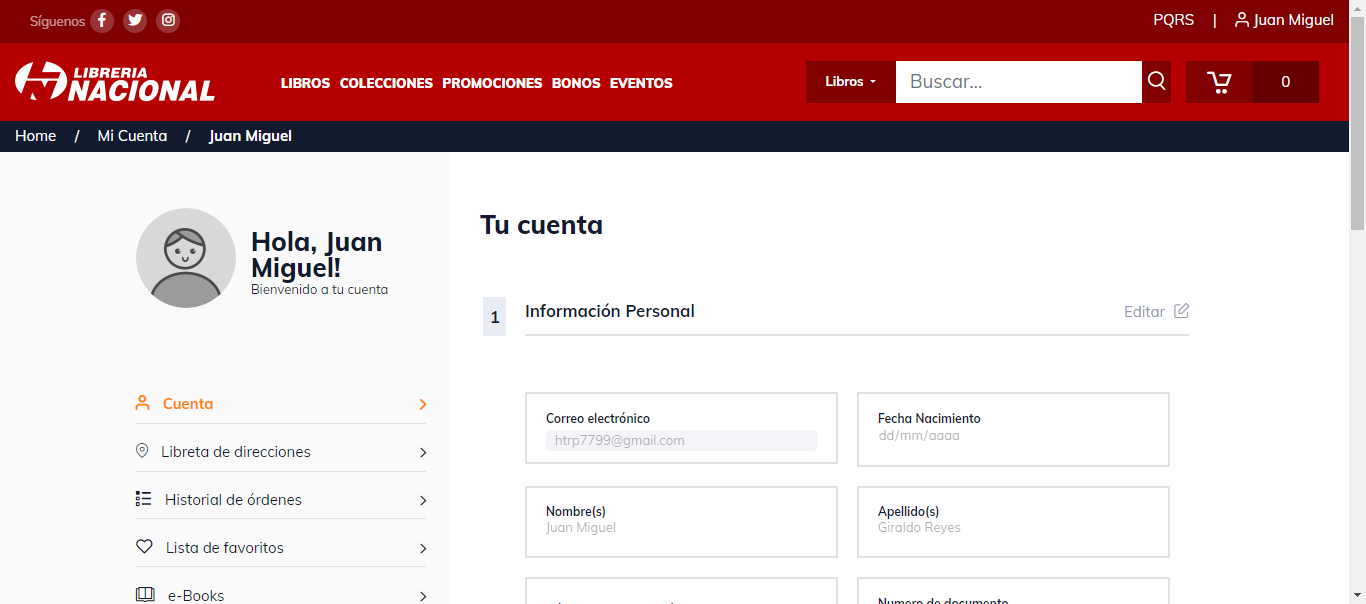 Síguenos
PQRS | Juan Miguel
LIBRERIA
NACIONAL
LIBROS COLECCIONES PROMOCIONES BONOS EVENTOS
Libros
Buscar...
0
Home / Mi Cuenta / Juan Miguel
Hola, Juan
Miguel!
Bienvenido a tu cuenta
Cuenta
Libreta de direcciones
Historial de órdenes
Lista de favoritos
e-Books
Tu cuenta
1 Información Personal
Editar
Correo electrónico
htrp7799@gmail.com
Fecha Nacimiento
dd/mm/aaaa
Nombre(s)
Juan Miguel
Apellido(s)
Giraldo Reyes
Numero de documento